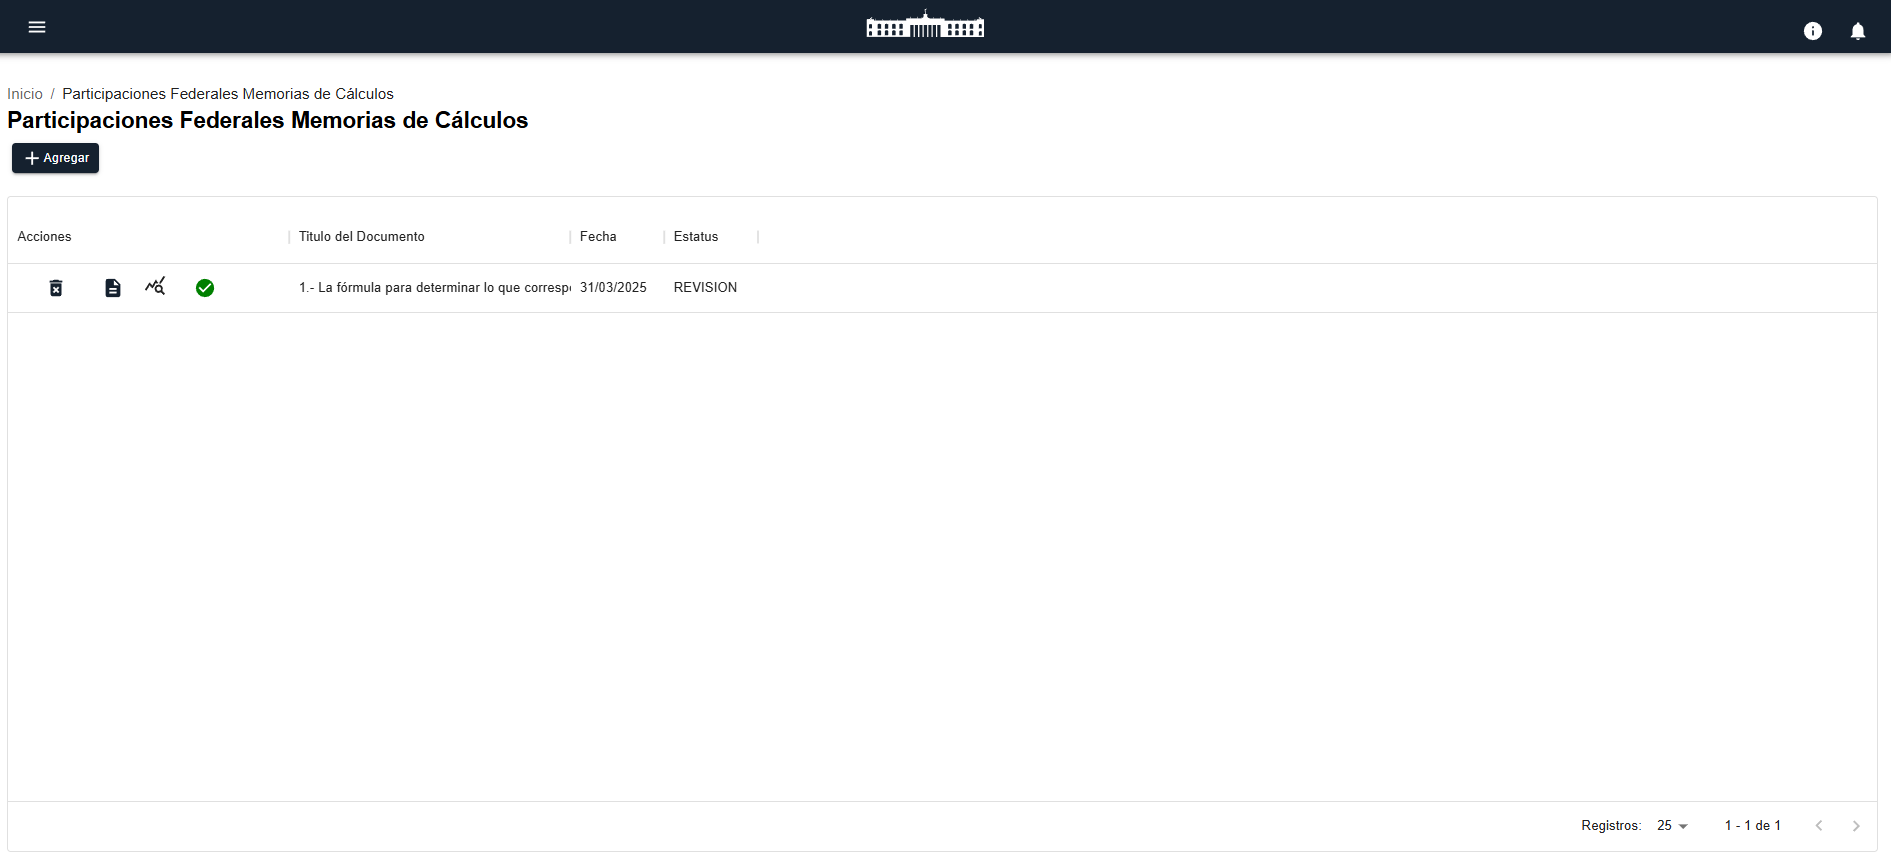 Inicio / Participaciones Federales Memorias de Cálculos
Participaciones Federales Memorias de Cálculos
Agregar
Acciones Titulo del Documento Fecha Estatus
1.- La fórmula para determinar lo que 31/03/2025 REVISION
Registros: 25 1 - 1 de 1